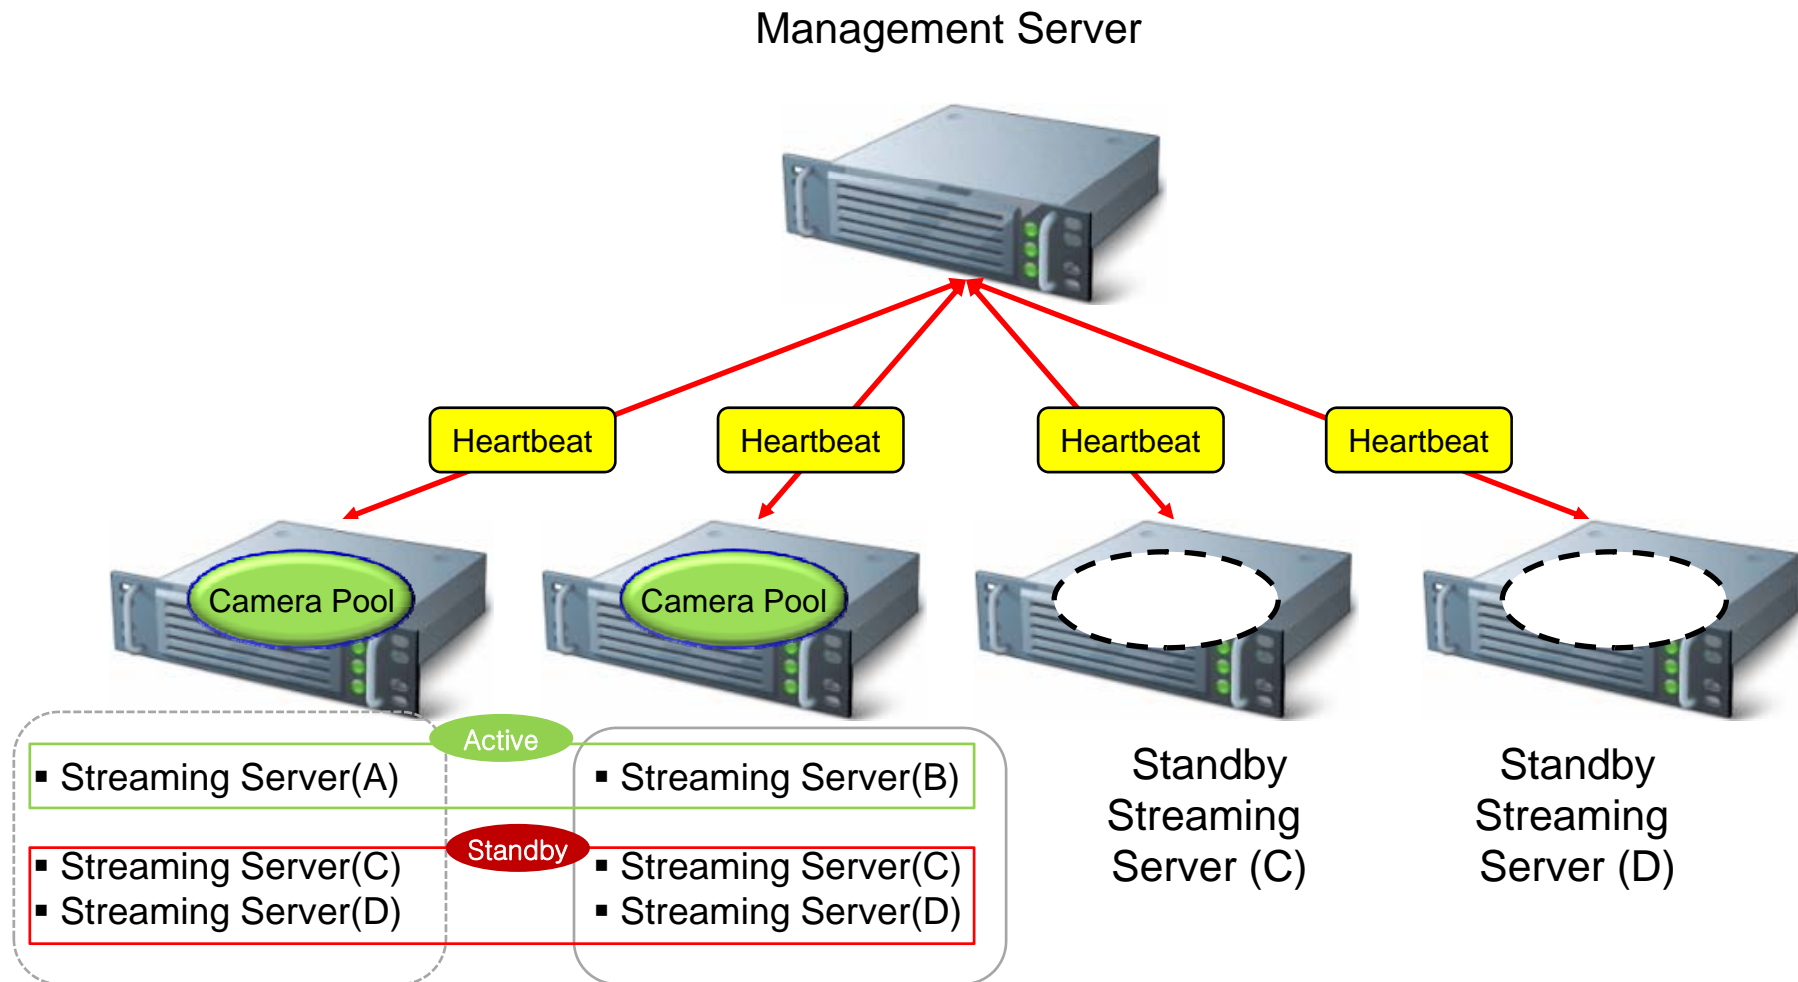 Management Server
Heartbeat
Heartbeat
Heartbeat
Heartbeat
Camera Pool
Camera Pool
Active
▪ Streaming Server(A)
▪ Streaming Server(B)
Standby
▪ Streaming Server(C)
▪ Streaming Server(D)
▪ Streaming Server(C)
▪ Streaming Server(D)
Standby
Streaming
Server (C)
Standby
Streaming
Server (D)